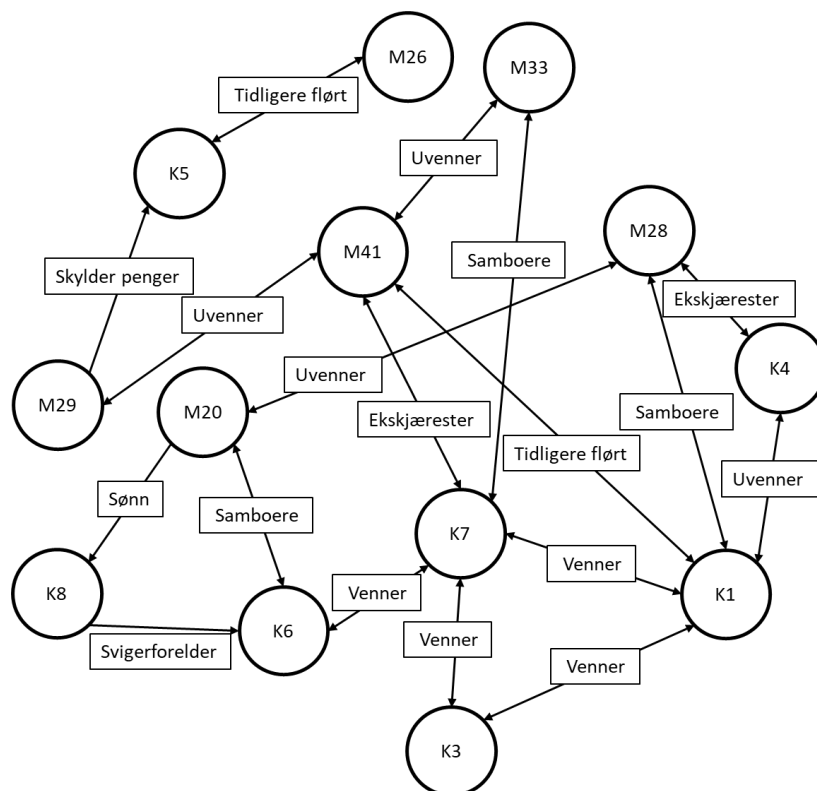 M26
M33
Tidligere flørt
Uvenner
K5
M28
M41
Samboere
Skylder penger
Ekskjærester
Uvenner
K4
Uvenner
M29
M20
Ekskjærester
Samboere
Tidligere flørt
Uvenner
Sønn
Samboere
K7
Venner
K8
Venner
K1
K6
Venner
Svigerforelder
Venner
K3